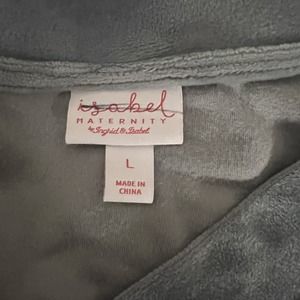 isabel
MATERNITY
by Ingrid & Isabel
L
MADE IN
CHINA